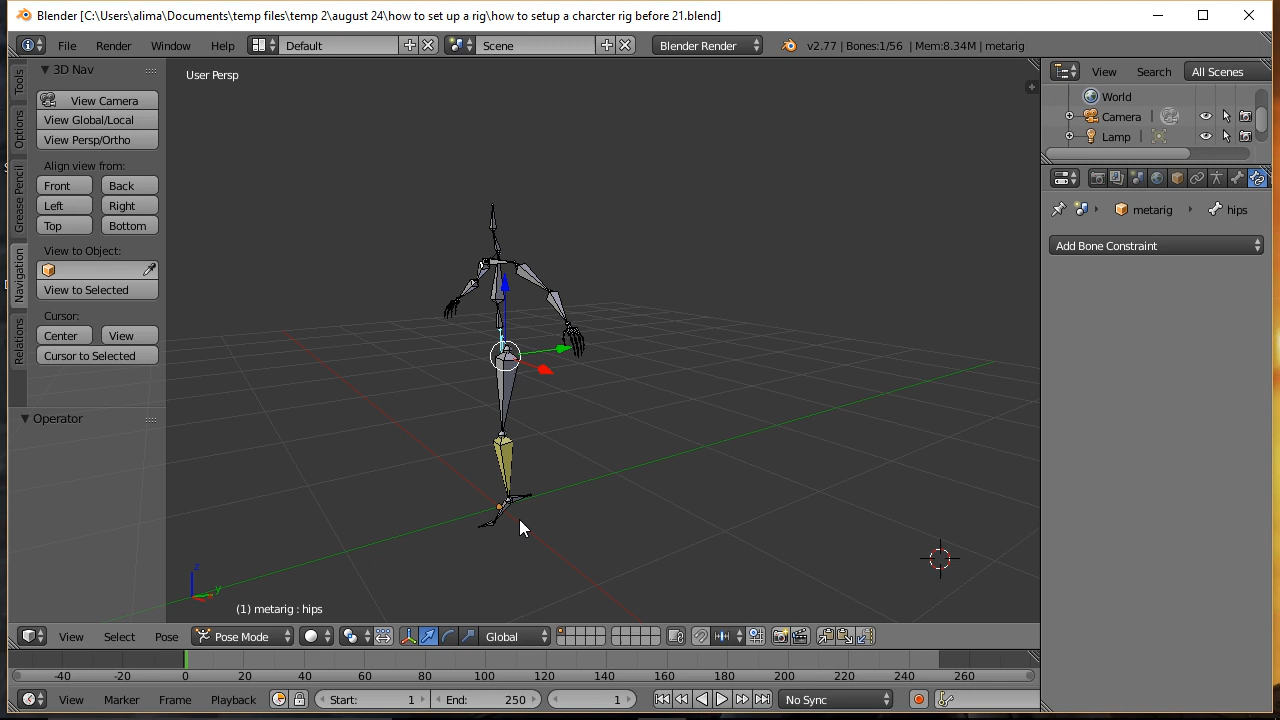 Blender [C:\Users\alima\Documents\temp files\temp 2\august 24\how to set up a rig\how to setup a charcter rig before 21.blend]
File Render Window Help Default Scene Blender Render v2.77 | Bones:1/56 | Mem:8.34M | metarig
3D Nav
View Camera
View Global/Local
View Persp/Ortho
Align view from:
Front Back
Left Right
Top Bottom
View to Object:
View to Selected
Cursor:
Center View
Cursor to Selected
Operator
Tools
Options
Grease Pencil
Navigation
Relations
User Persp
z
y
(1) metarig : hips
View Search All Scenes
World
Camera
Lamp
metarig hips
Add Bone Constraint
View Select Pose Pose Mode Global
-40 -20 0 20 40 60 80 100 120 140 160 180 200 220 240 260
View Marker Frame Playback Start: 1 End: 250 1 No Sync